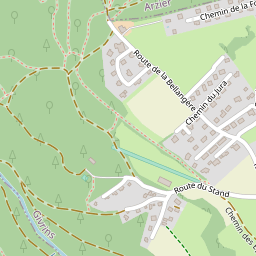 Arzier
Chemin de la Fo
Route de la Bellangère
Chemin du Jura
Route du Stand
Givrins
Chemin des E